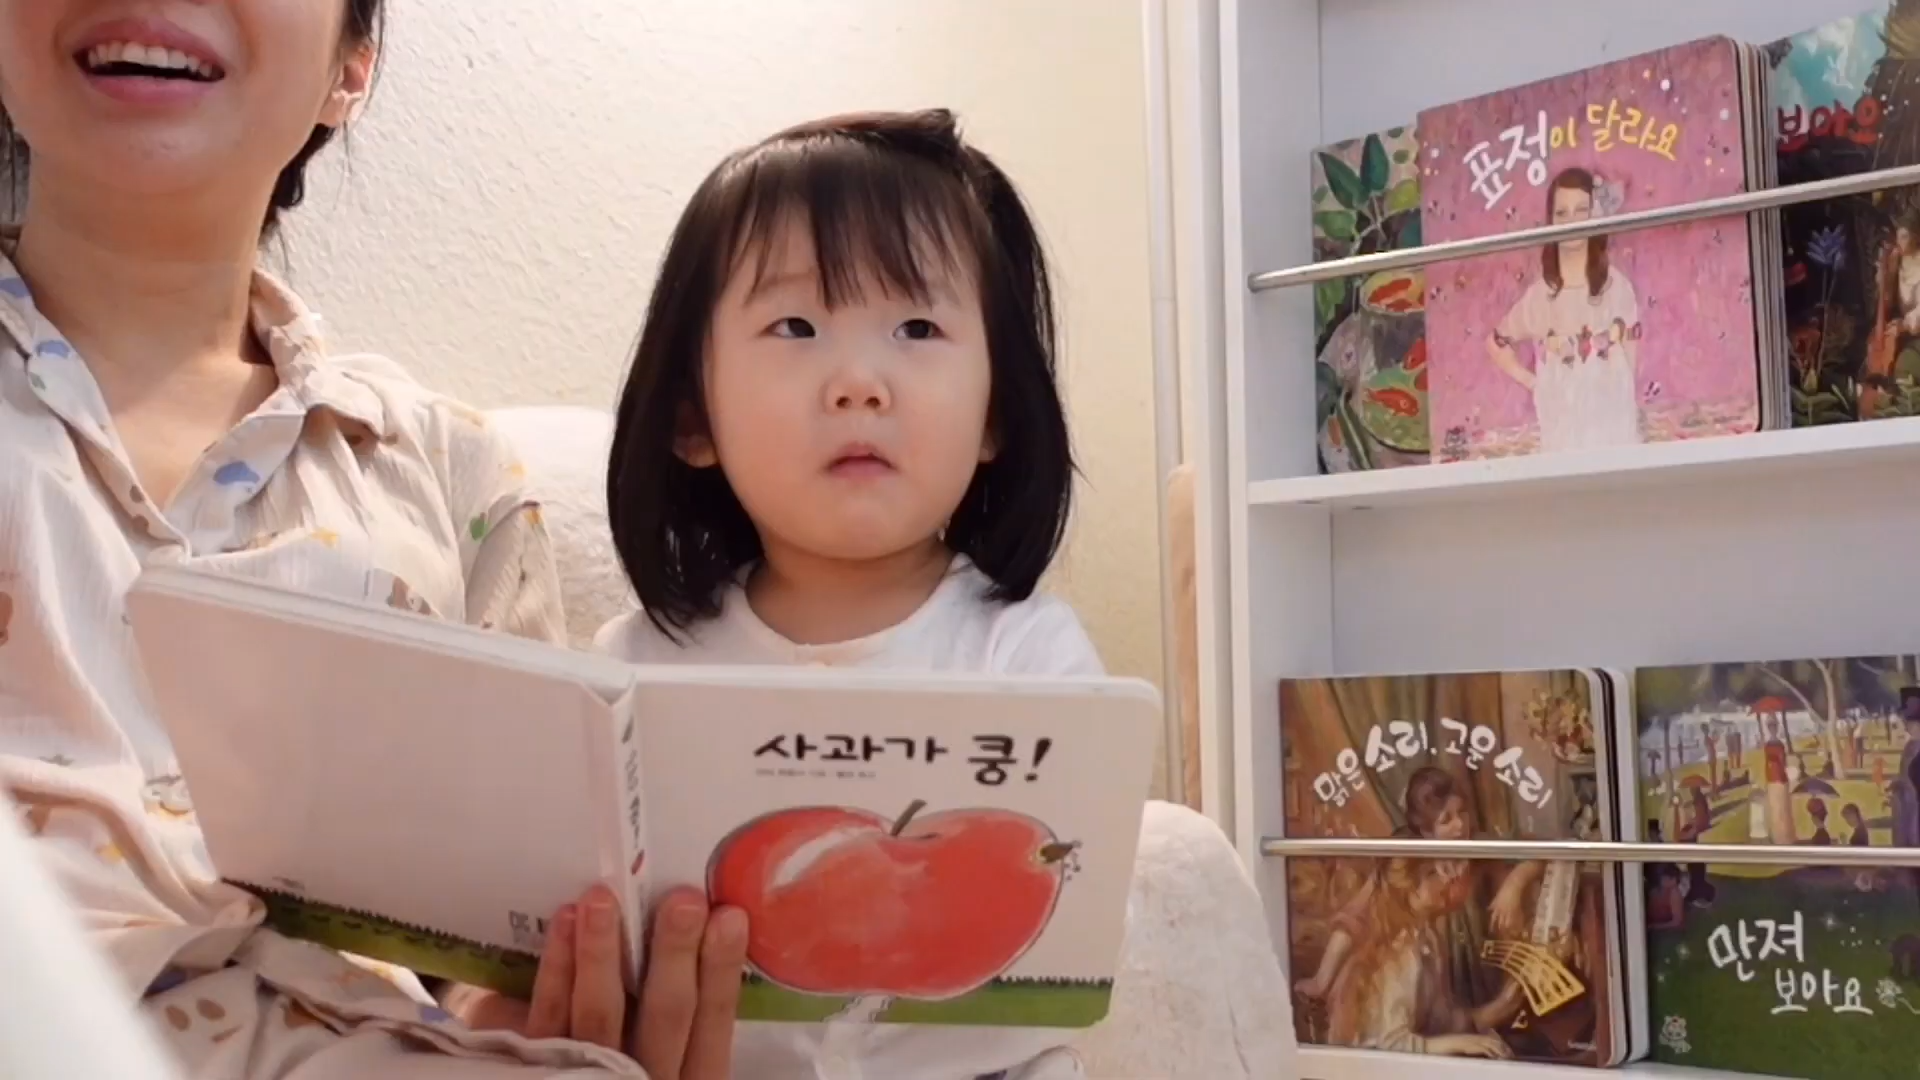 사과가 쿵!
표정이 달라요
보아요
맑은 소리, 고운 소리
만져
보아요